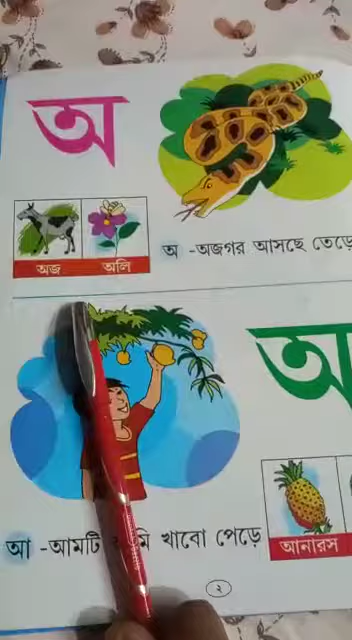 অ
অজ অলি
অ -অজগর আসছে তেড়ে
আ -আমটি মি খাবো পেড়ে
আনারস
২